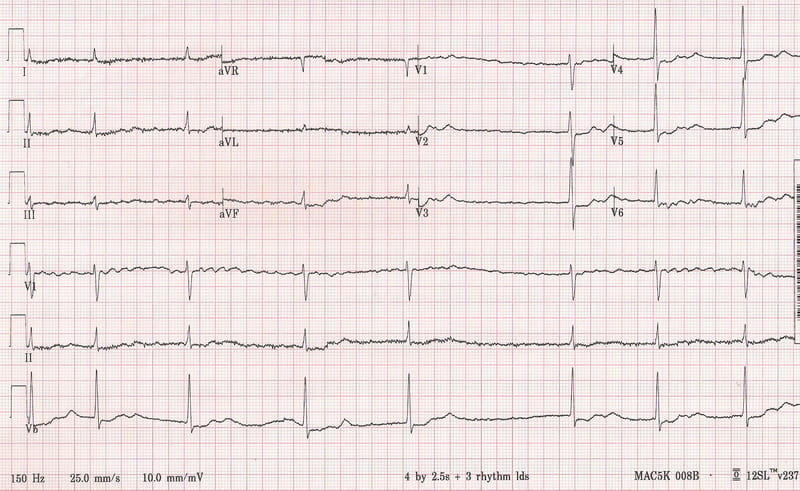 I aVR V1 V4
II aVL V2 V5
III aVF V3 V6
V1
II
V5
150 Hz 25.0 mm/s 10.0 mm/mV 4 by 2.5s + 3 rhythm lds MAC5K 008B 12SL™ v237